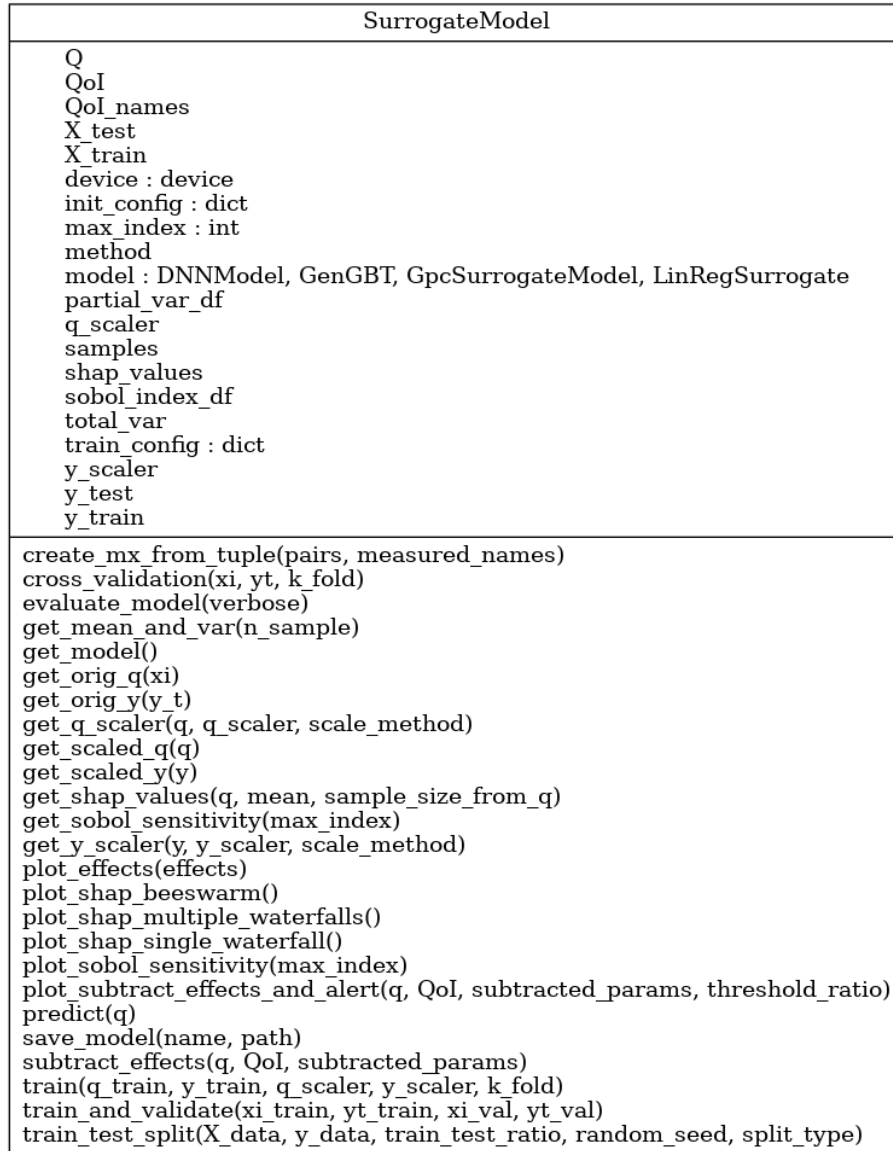 SurrogateModel
Q
QoI
QoI_names
X_test
X_train
device : device
init_config : dict
max_index : int
method
model : DNNModel, GenGBT, GpcSurrogateModel, LinRegSurrogate
partial_var_df
q_scaler
samples
shap_values
sobol_index_df
total_var
train_config : dict
y_scaler
y_test
y_train
create_mx_from_tuple(pairs, measured_names)
cross_validation(xi, yt, k_fold)
evaluate_model(verbose)
get_mean_and_var(n_sample)
get_model()
get_orig_q(xi)
get_orig_y(y_t)
get_q_scaler(q, q_scaler, scale_method)
get_scaled_q(q)
get_scaled_y(y)
get_shap_values(q, mean, sample_size_from_q)
get_sobol_sensitivity(max_index)
get_y_scaler(y, y_scaler, scale_method)
plot_effects(effects)
plot_shap_beeswarm()
plot_shap_multiple_waterfalls()
plot_shap_single_waterfall()
plot_sobol_sensitivity(max_index)
plot_subtract_effects_and_alert(q, QoI, subtracted_params, threshold_ratio)
predict(q)
save_model(name, path)
subtract_effects(q, QoI, subtracted_params)
train(q_train, y_train, q_scaler, y_scaler, k_fold)
train_and_validate(xi_train, yt_train, xi_val, yt_val)
train_test_split(X_data, y_data, train_test_ratio, random_seed, split_type)